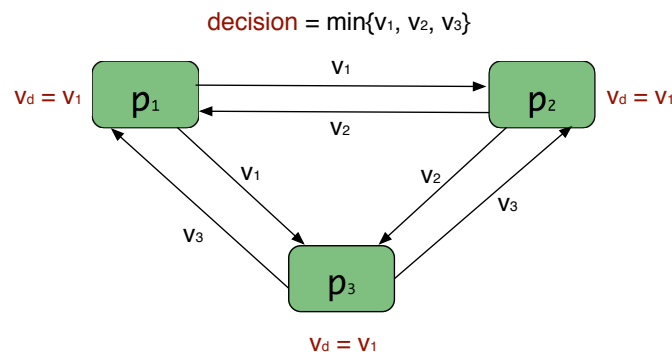 decision = min{v₁, v₂, v₃}
v₁
v_d = v₁
p₁
p₂
v_d = v₁
v₂
v₁
v₂
v₃
v₃
p₃
v_d = v₁